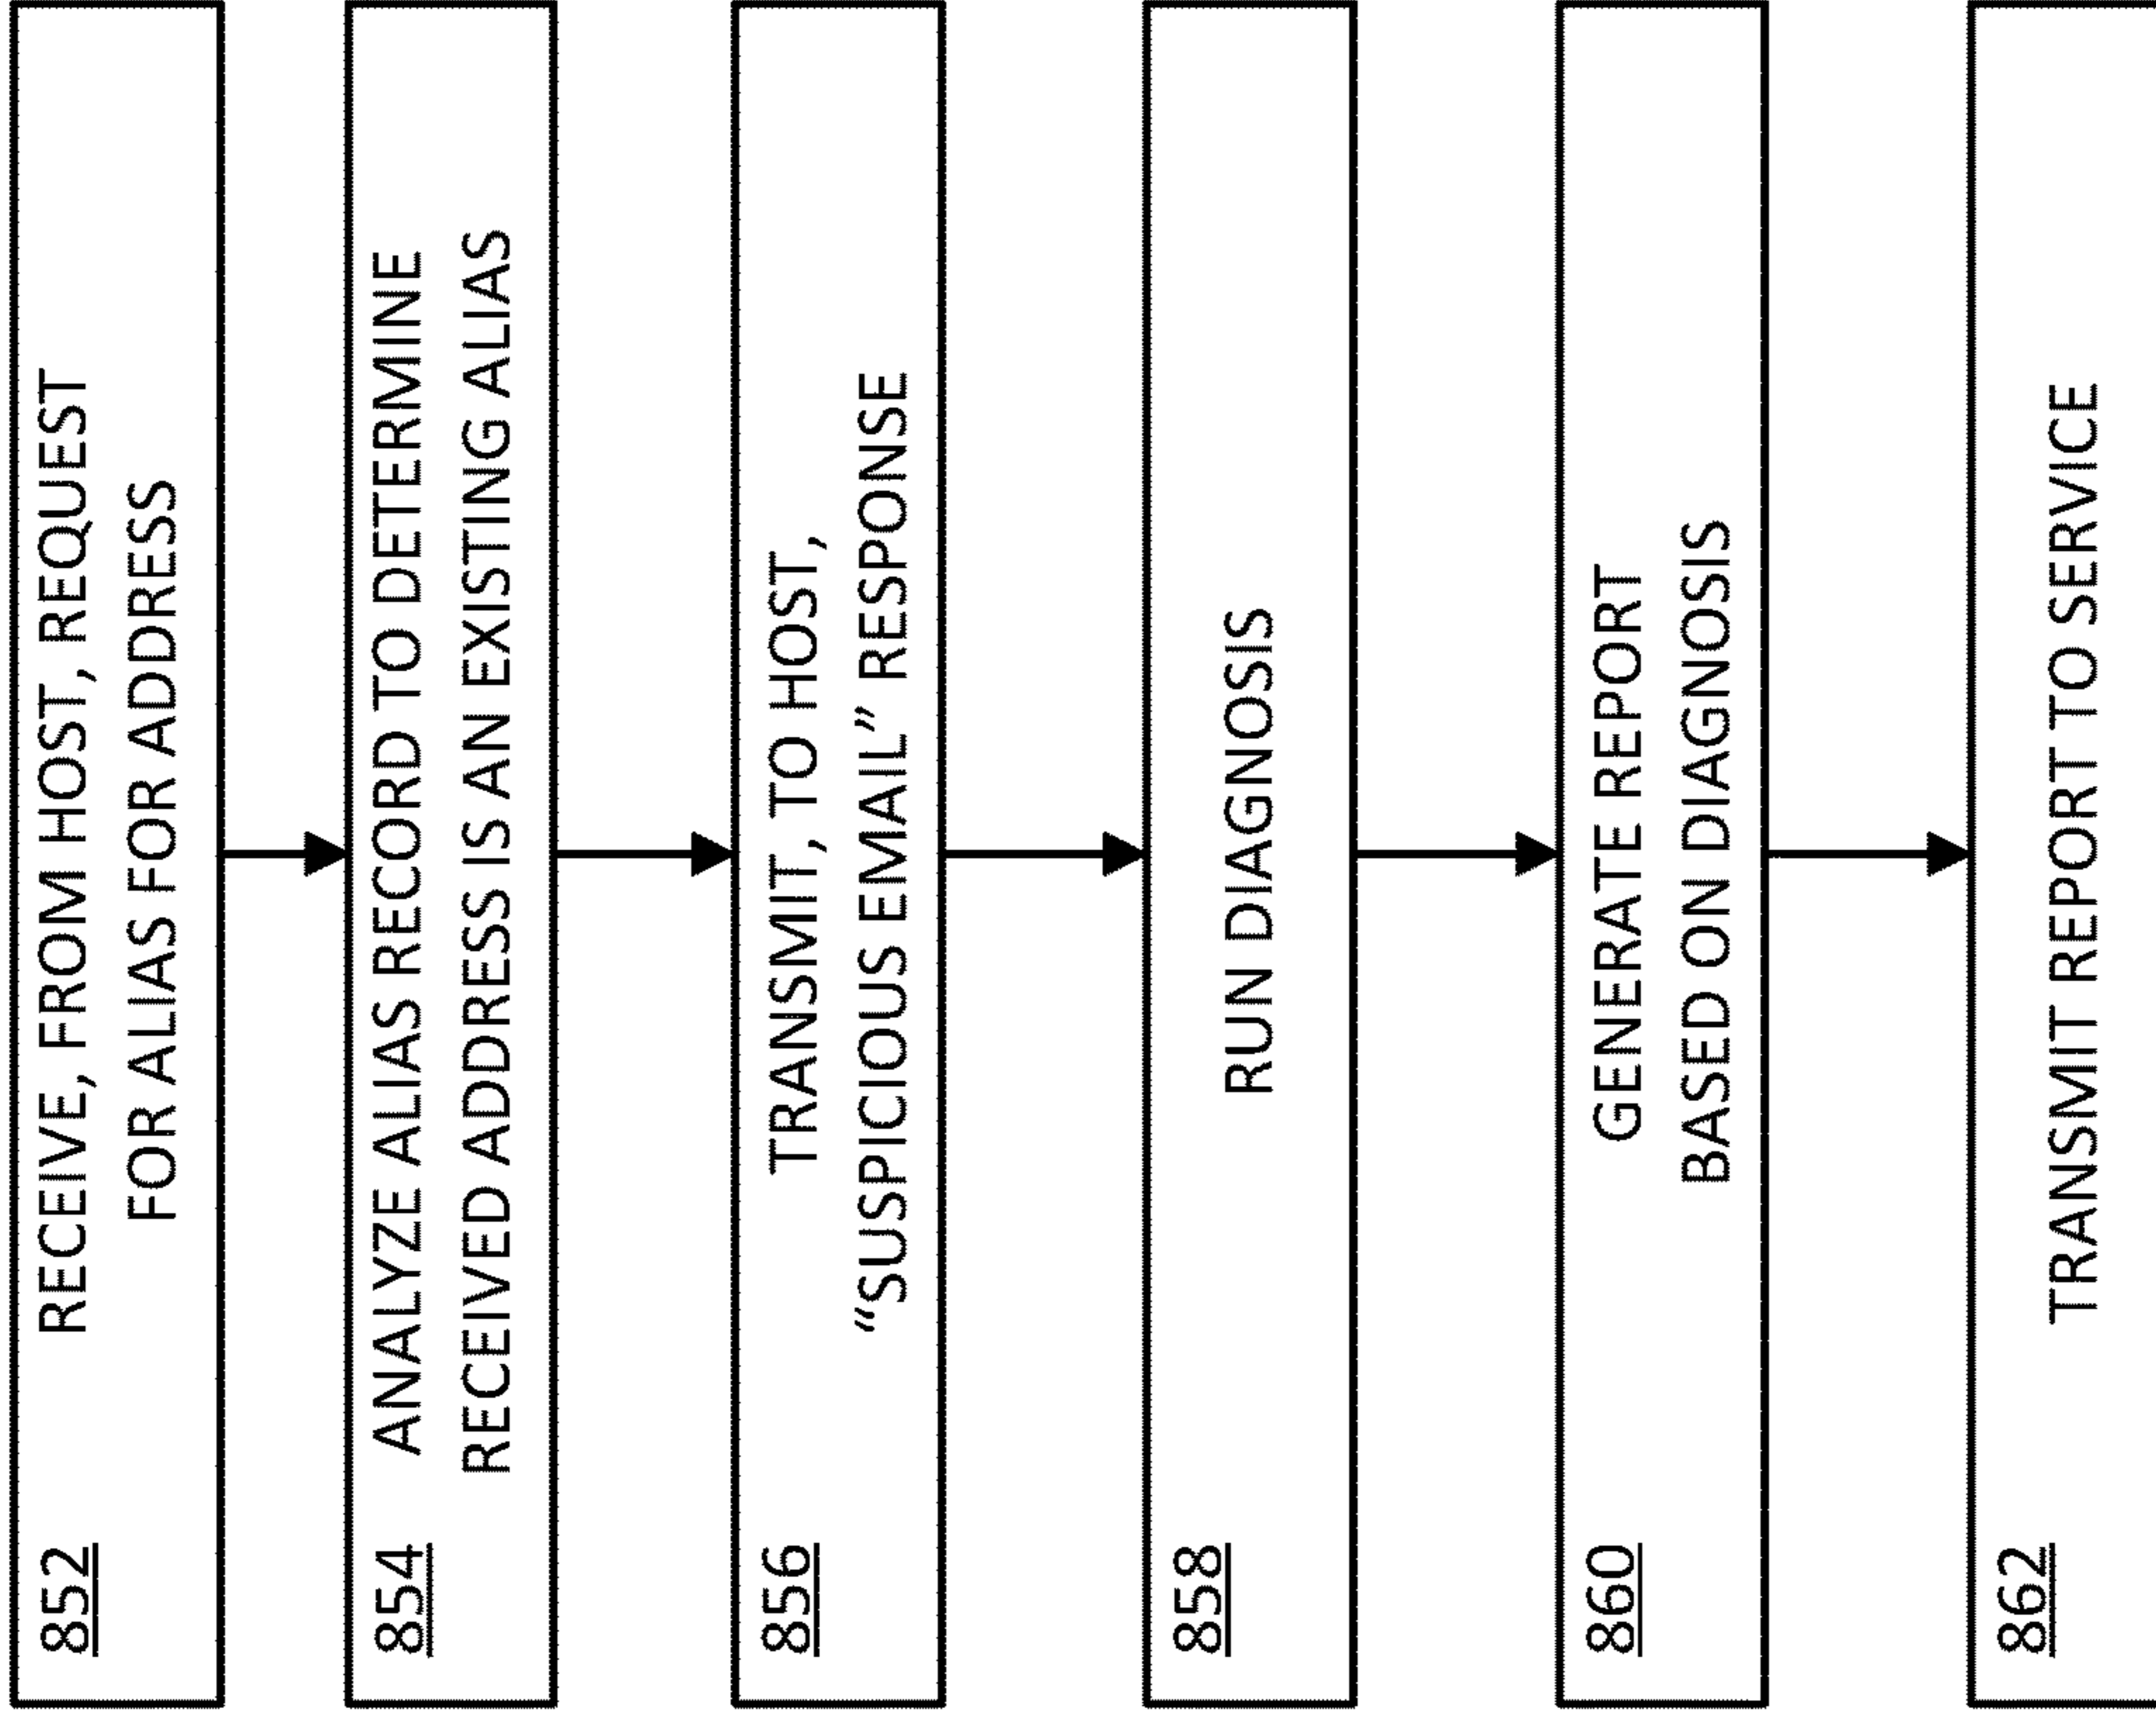 852
RECEIVE, FROM HOST, REQUEST
FOR ALIAS FOR ADDRESS
854
ANALYZE ALIAS RECORD TO DETERMINE
RECEIVED ADDRESS IS AN EXISTING ALIAS
856
TRANSMIT, TO HOST,
“SUSPICIOUS EMAIL” RESPONSE
858
RUN DIAGNOSIS
860
GENERATE REPORT
BASED ON DIAGNOSIS
862
TRANSMIT REPORT TO SERVICE